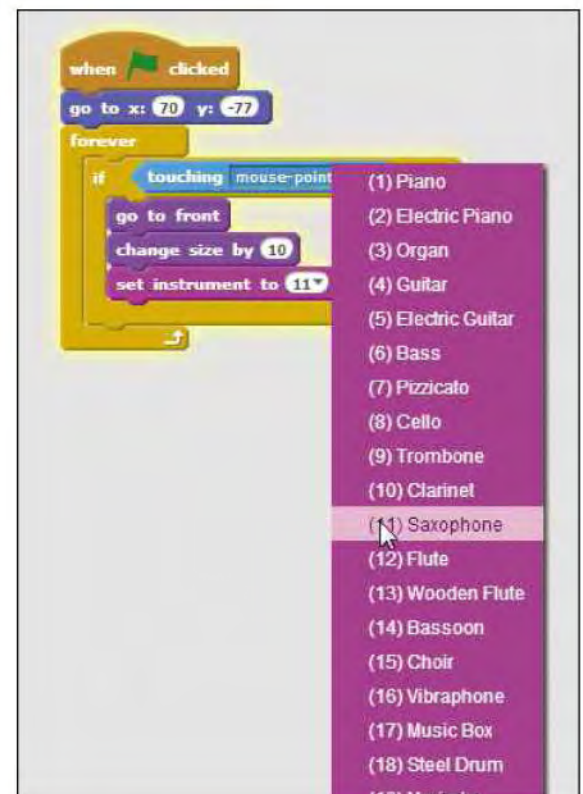 when clicked
go to x: 70 y: -77
forever
if touching mouse-point
go to front
change size by 10
set instrument to 11
(1) Piano
(2) Electric Piano
(3) Organ
(4) Guitar
(5) Electric Guitar
(6) Bass
(7) Pizzicato
(8) Cello
(9) Trombone
(10) Clarinet
(11) Saxophone
(12) Flute
(13) Wooden Flute
(14) Bassoon
(15) Choir
(16) Vibraphone
(17) Music Box
(18) Steel Drum